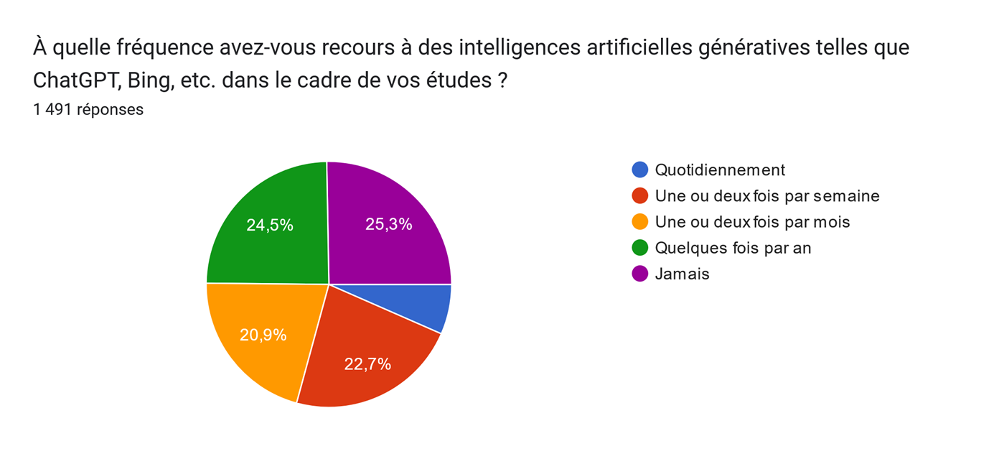 À quelle fréquence avez-vous recours à des intelligences artificielles génératives telles que
ChatGPT, Bing, etc. dans le cadre de vos études ?
1 491 réponses
Quotidiennement
Une ou deux fois par semaine
Une ou deux fois par mois
Quelques fois par an
Jamais
24,5%
25,3%
20,9%
22,7%